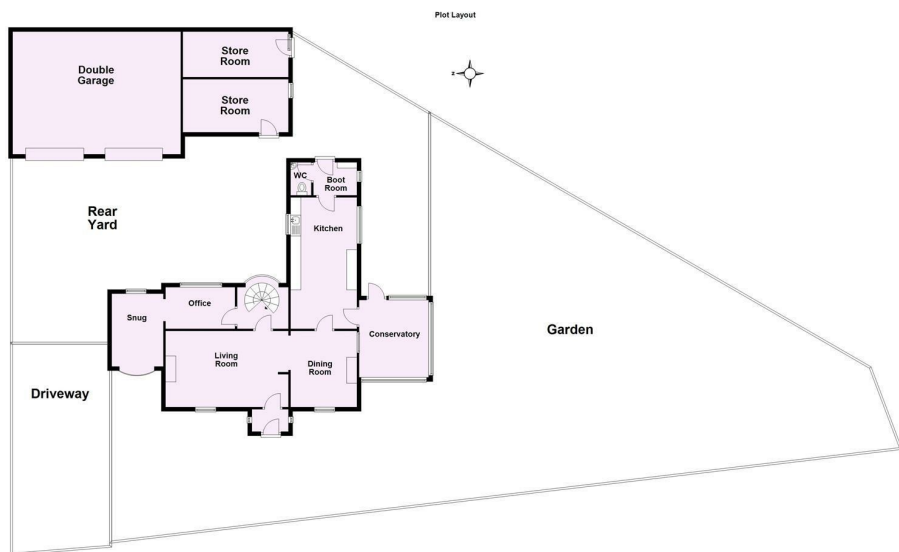 Plot Layout
Double
Garage
Store
Room
Store
Room
WC
Boot
Room
Rear
Yard
Kitchen
Office
Snug
Living
Room
Dining
Room
Conservatory
Garden
Driveway